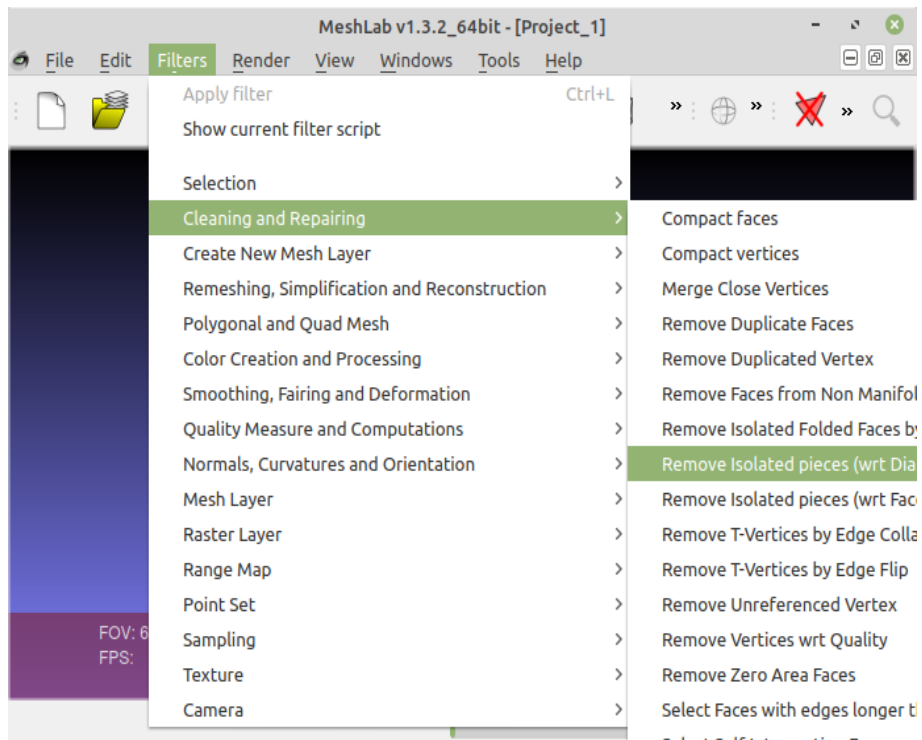 MeshLab v1.3.2_64bit - [Project_1]
File Edit Filters Render View Windows Tools Help
Apply filter Ctrl+L
Show current filter script
Selection
Cleaning and Repairing
Create New Mesh Layer
Remeshing, Simplification and Reconstruction
Polygonal and Quad Mesh
Color Creation and Processing
Smoothing, Fairing and Deformation
Quality Measure and Computations
Normals, Curvatures and Orientation
Mesh Layer
Raster Layer
Range Map
Point Set
Sampling
Texture
Camera
Compact faces
Compact vertices
Merge Close Vertices
Remove Duplicate Faces
Remove Duplicated Vertex
Remove Faces from Non Manifol
Remove Isolated Folded Faces by
Remove Isolated pieces (wrt Dia
Remove Isolated pieces (wrt Fac
Remove T-Vertices by Edge Colla
Remove T-Vertices by Edge Flip
Remove Unreferenced Vertex
Remove Vertices wrt Quality
Remove Zero Area Faces
Select Faces with edges longer t
FOV: 6
FPS: